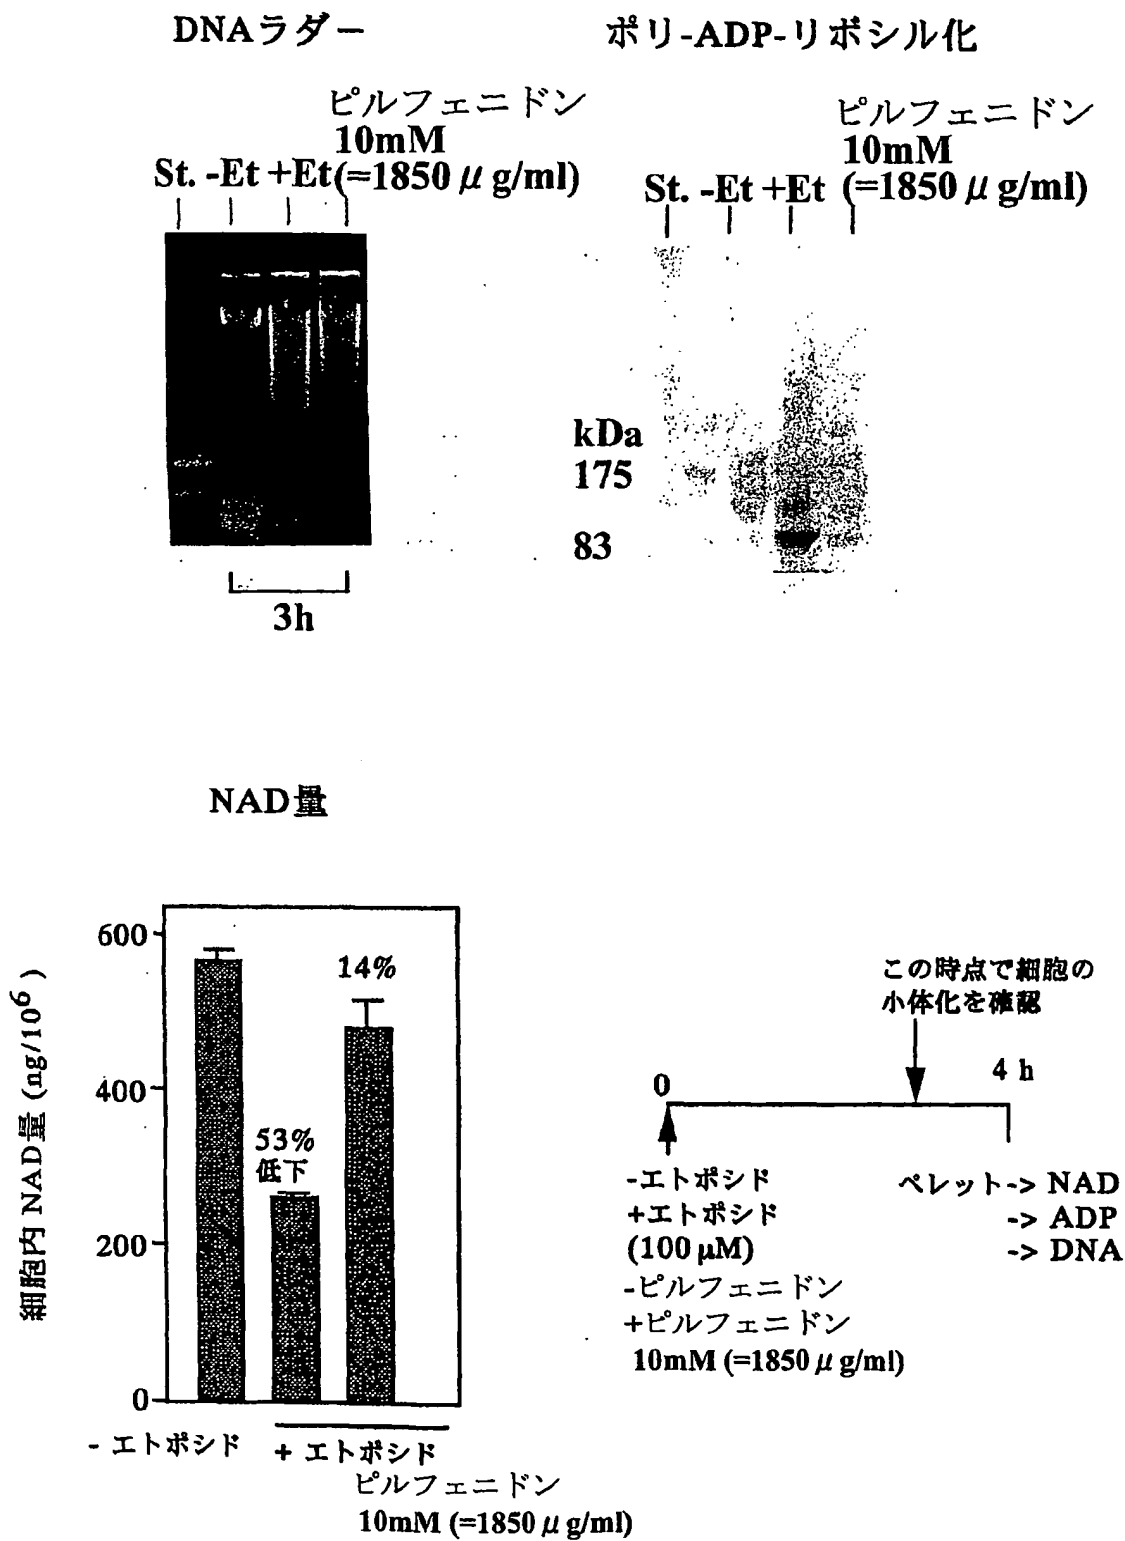 DNAラダー
ピルフェニドン
10mM
St. -Et +Et (=1850 μg/ml)
3h
ポリ-ADP-リボシル化
ピルフェニドン
10mM
St. -Et +Et (=1850 μg/ml)
kDa
175
83
NAD量
細胞内 NAD量 (ng/10⁶)
600
400
200
0
53%
低下
14%
- エトポシド
+ エトポシド
ピルフェニドン
10mM (=1850 μg/ml)
この時点で細胞の
小体化を確認
0
4 h
-エトポシド
+エトポシド
(100 μM)
-ピルフェニドン
+ピルフェニドン
10mM (=1850 μg/ml)
ペレット-> NAD
-> ADP
-> DNA